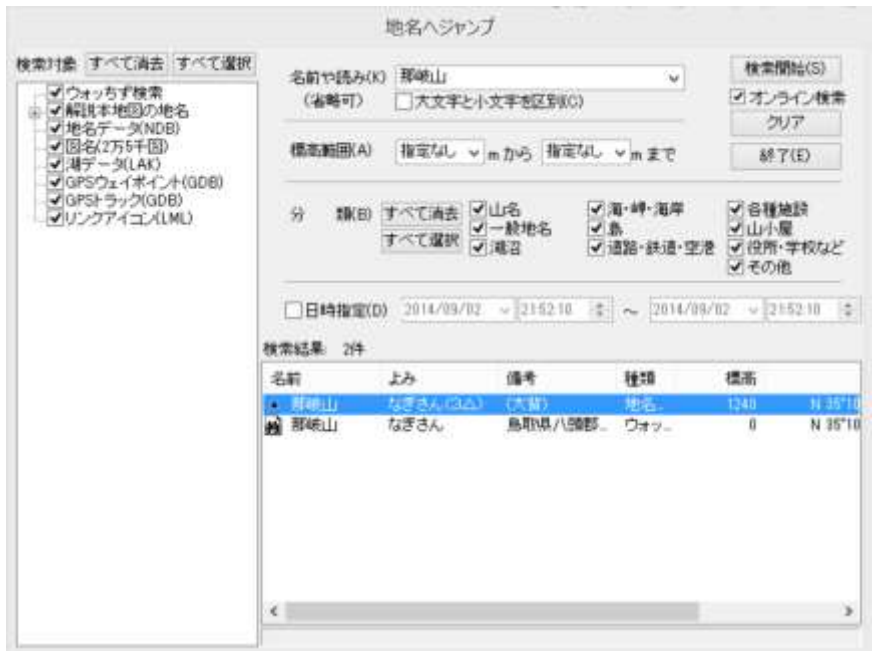 地名へジャンプ
検索対象 すべて消去 すべて選択
ウォッちず検索
解説本地図の地名
地名データ(NDB)
図名(2万5千図)
湖データ(LAK)
GPSウェイポイント(GDB)
GPSトラック(GDB)
リンクアイコン(LML)
名前や読み(K) 那岐山
(省略可) 大文字と小文字を区別(C)
検索開始(S)
オンライン検索
クリア
終了(E)
標高範囲(A) 指定なし mから 指定なし mまで
分 類(B) すべて消去 すべて選択
山名 海・岬・海岸 各種施設
一般地名 島 山小屋
湖沼 道路・鉄道・空港 役所・学校など
その他
日時指定(D) 2014/09/02 21:52:10 ～ 2014/09/02 21:52:10
検索結果: 2件
名前 よみ 備考 種類 標高
那岐山 なぎさん(3△) (大背) 地名.. 1240 N 35°10
那岐山 なぎさん 鳥取県八頭郡.. ウォッ.. 0 N 35°10